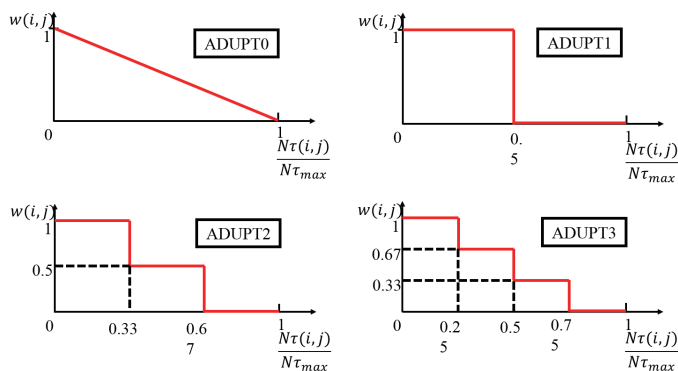 w(i,j)
1
ADUPT0
0
1
Nτ(i,j)
Nτmax
w(i,j)
1
ADUPT1
0
0.
5
1
Nτ(i,j)
Nτmax
w(i,j)
1
ADUPT2
0.5
0
0.33
0.6
7
1
Nτ(i,j)
Nτmax
w(i,j)
1
ADUPT3
0.67
0.33
0
0.2
5
0.5
0.7
5
1
Nτ(i,j)
Nτmax